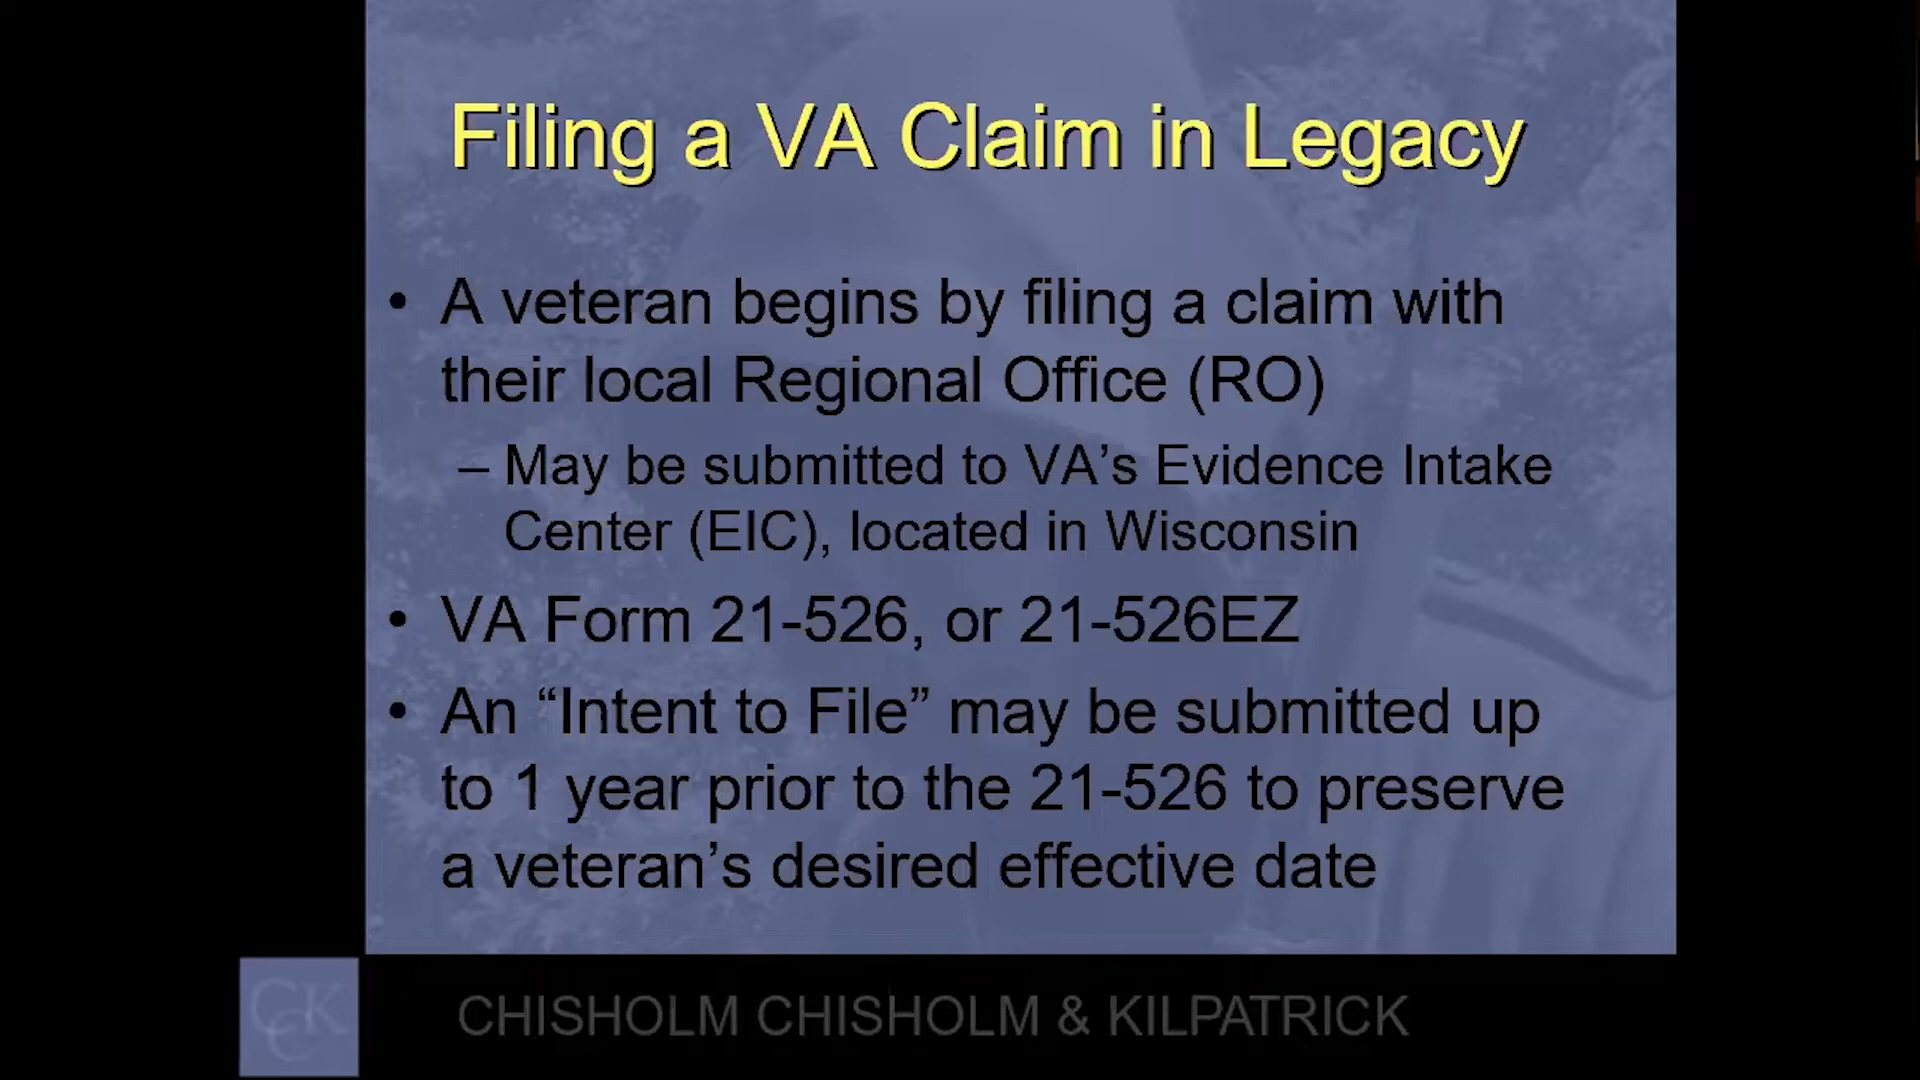 Filing a VA Claim in Legacy
• A veteran begins by filing a claim with
their local Regional Office (RO)
– May be submitted to VA’s Evidence Intake
Center (EIC), located in Wisconsin
• VA Form 21-526, or 21-526EZ
• An “Intent to File” may be submitted up
to 1 year prior to the 21-526 to preserve
a veteran’s desired effective date
CCK
CHISHOLM CHISHOLM & KILPATRICK